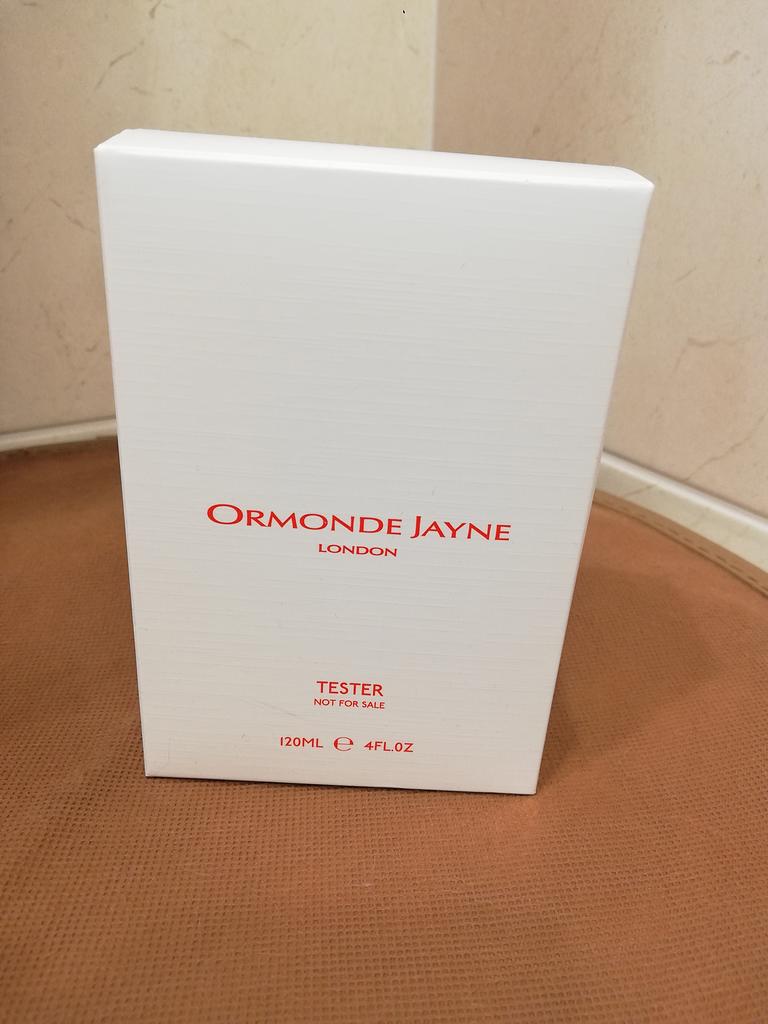 ORMONDE JAYNE
LONDON
TESTER
NOT FOR SALE
120ML ℮ 4FL.OZ